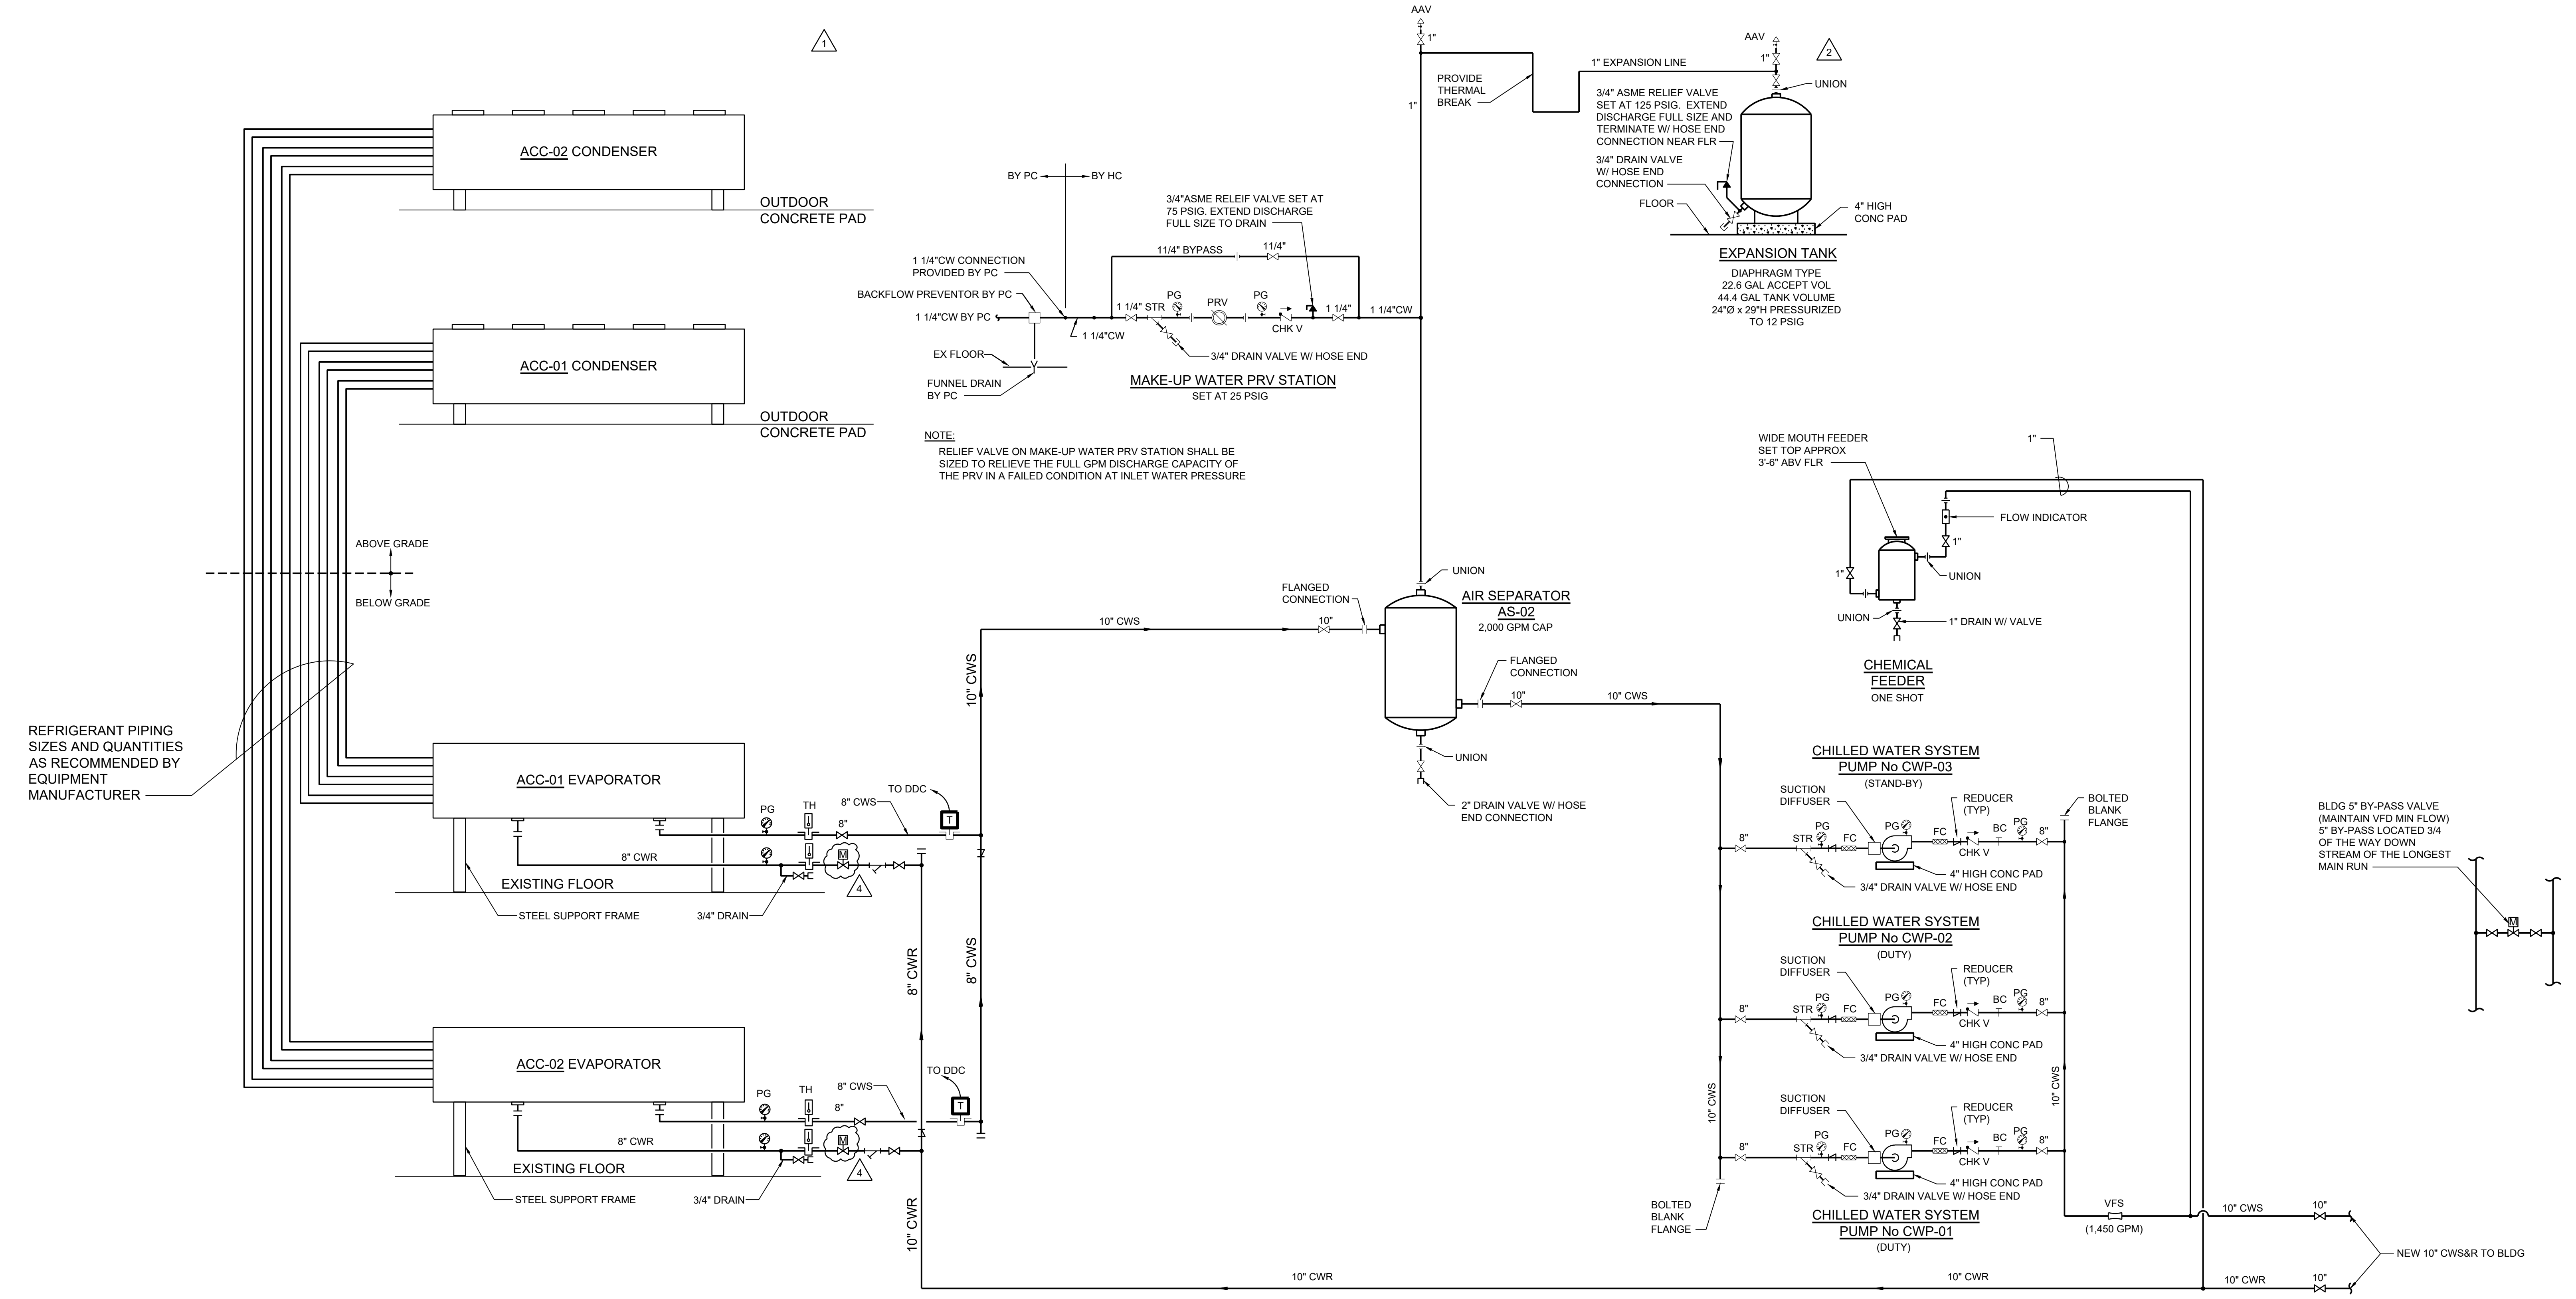 1
ACC-02 CONDENSER
OUTDOOR
CONCRETE PAD
ACC-01 CONDENSER
OUTDOOR
CONCRETE PAD
ABOVE GRADE
BELOW GRADE
REFRIGERANT PIPING
SIZES AND QUANTITIES
AS RECOMMENDED BY
EQUIPMENT
MANUFACTURER
ACC-01 EVAPORATOR
PG
TH
8"
8" CWS
TO DDC
T
M
8" CWR
4
EXISTING FLOOR
STEEL SUPPORT FRAME
3/4" DRAIN
8" CWR
8" CWS
10" CWS
ACC-02 EVAPORATOR
PG
TH
8"
8" CWS
TO DDC
T
M
8" CWR
4
EXISTING FLOOR
STEEL SUPPORT FRAME
3/4" DRAIN
10" CWR
BY PC
BY HC
3/4"ASME RELEIF VALVE SET AT
75 PSIG. EXTEND DISCHARGE
FULL SIZE TO DRAIN
11/4" BYPASS
11/4"
1 1/4"CW CONNECTION
PROVIDED BY PC
BACKFLOW PREVENTOR BY PC
1 1/4"CW BY PC
1 1/4"CW
1 1/4"
STR
PG
PRV
PG
CHK V
1 1/4"
1 1/4"CW
EX FLOOR
FUNNEL DRAIN
BY PC
3/4" DRAIN VALVE W/ HOSE END
MAKE-UP WATER PRV STATION
SET AT 25 PSIG
NOTE:
RELIEF VALVE ON MAKE-UP WATER PRV STATION SHALL BE
SIZED TO RELIEVE THE FULL GPM DISCHARGE CAPACITY OF
THE PRV IN A FAILED CONDITION AT INLET WATER PRESSURE
AAV
1"
1"
PROVIDE
THERMAL
BREAK
1" EXPANSION LINE
AAV
1"
2
UNION
3/4" ASME RELIEF VALVE
SET AT 125 PSIG. EXTEND
DISCHARGE FULL SIZE AND
TERMINATE W/ HOSE END
CONNECTION NEAR FLR
3/4" DRAIN VALVE
W/ HOSE END
CONNECTION
FLOOR
4" HIGH
CONC PAD
EXPANSION TANK
DIAPHRAGM TYPE
22.6 GAL ACCEPT VOL
44.4 GAL TANK VOLUME
24"Ø x 29"H PRESSURIZED
TO 12 PSIG
10" CWS
10"
FLANGED
CONNECTION
UNION
AIR SEPARATOR
AS-02
2,000 GPM CAP
FLANGED
CONNECTION
10"
10" CWS
UNION
2" DRAIN VALVE W/ HOSE
END CONNECTION
WIDE MOUTH FEEDER
SET TOP APPROX
3'-6" ABV FLR
1"
FLOW INDICATOR
1"
1"
UNION
UNION
1" DRAIN W/ VALVE
CHEMICAL
FEEDER
ONE SHOT
CHILLED WATER SYSTEM
PUMP No CWP-03
(STAND-BY)
SUCTION
DIFFUSER
REDUCER
(TYP)
BOLTED
BLANK
FLANGE
8"
STR
PG
FC
PG
FC
CHK V
BC
PG
8"
4" HIGH CONC PAD
3/4" DRAIN VALVE W/ HOSE END
CHILLED WATER SYSTEM
PUMP No CWP-02
(DUTY)
SUCTION
DIFFUSER
REDUCER
(TYP)
8"
STR
PG
FC
PG
FC
CHK V
BC
PG
8"
4" HIGH CONC PAD
3/4" DRAIN VALVE W/ HOSE END
10" CWS
10" CWS
SUCTION
DIFFUSER
REDUCER
(TYP)
8"
STR
PG
FC
PG
FC
CHK V
BC
PG
8"
4" HIGH CONC PAD
3/4" DRAIN VALVE W/ HOSE END
BOLTED
BLANK
FLANGE
CHILLED WATER SYSTEM
PUMP No CWP-01
(DUTY)
VFS
(1,450 GPM)
10" CWS
10"
NEW 10" CWS&R TO BLDG
10" CWR
10" CWR
10" CWR
10"
BLDG 5" BY-PASS VALVE
(MAINTAIN VFD MIN FLOW)
5" BY-PASS LOCATED 3/4
OF THE WAY DOWN
STREAM OF THE LONGEST
MAIN RUN
M